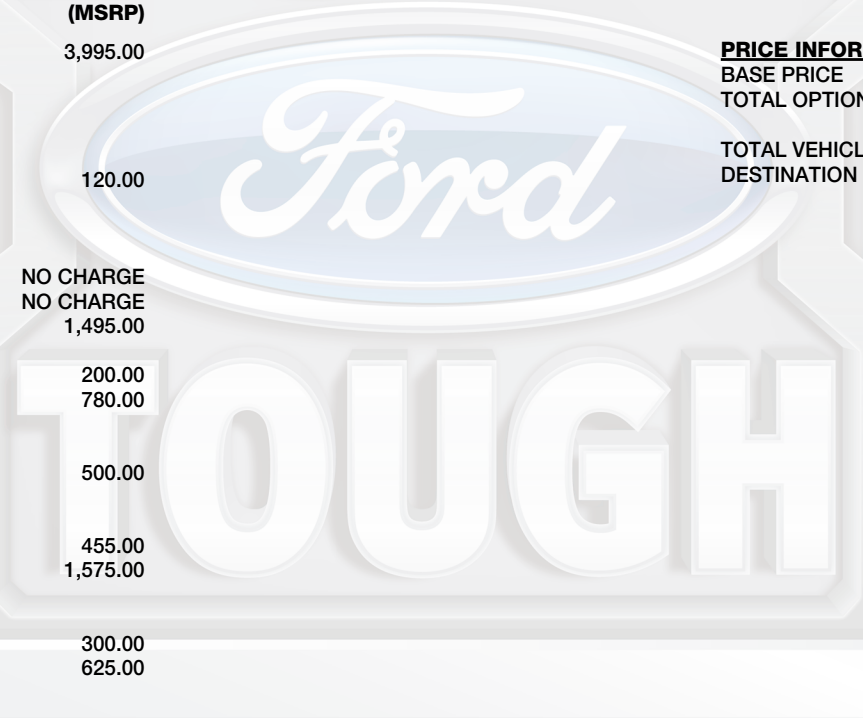 (MSRP)
3,995.00
120.00
NO CHARGE
NO CHARGE
1,495.00
200.00
780.00
500.00
455.00
1,575.00
300.00
625.00
PRICE INFOR
BASE PRICE
TOTAL OPTION
TOTAL VEHICL
DESTINATION
Ford
TOUGH